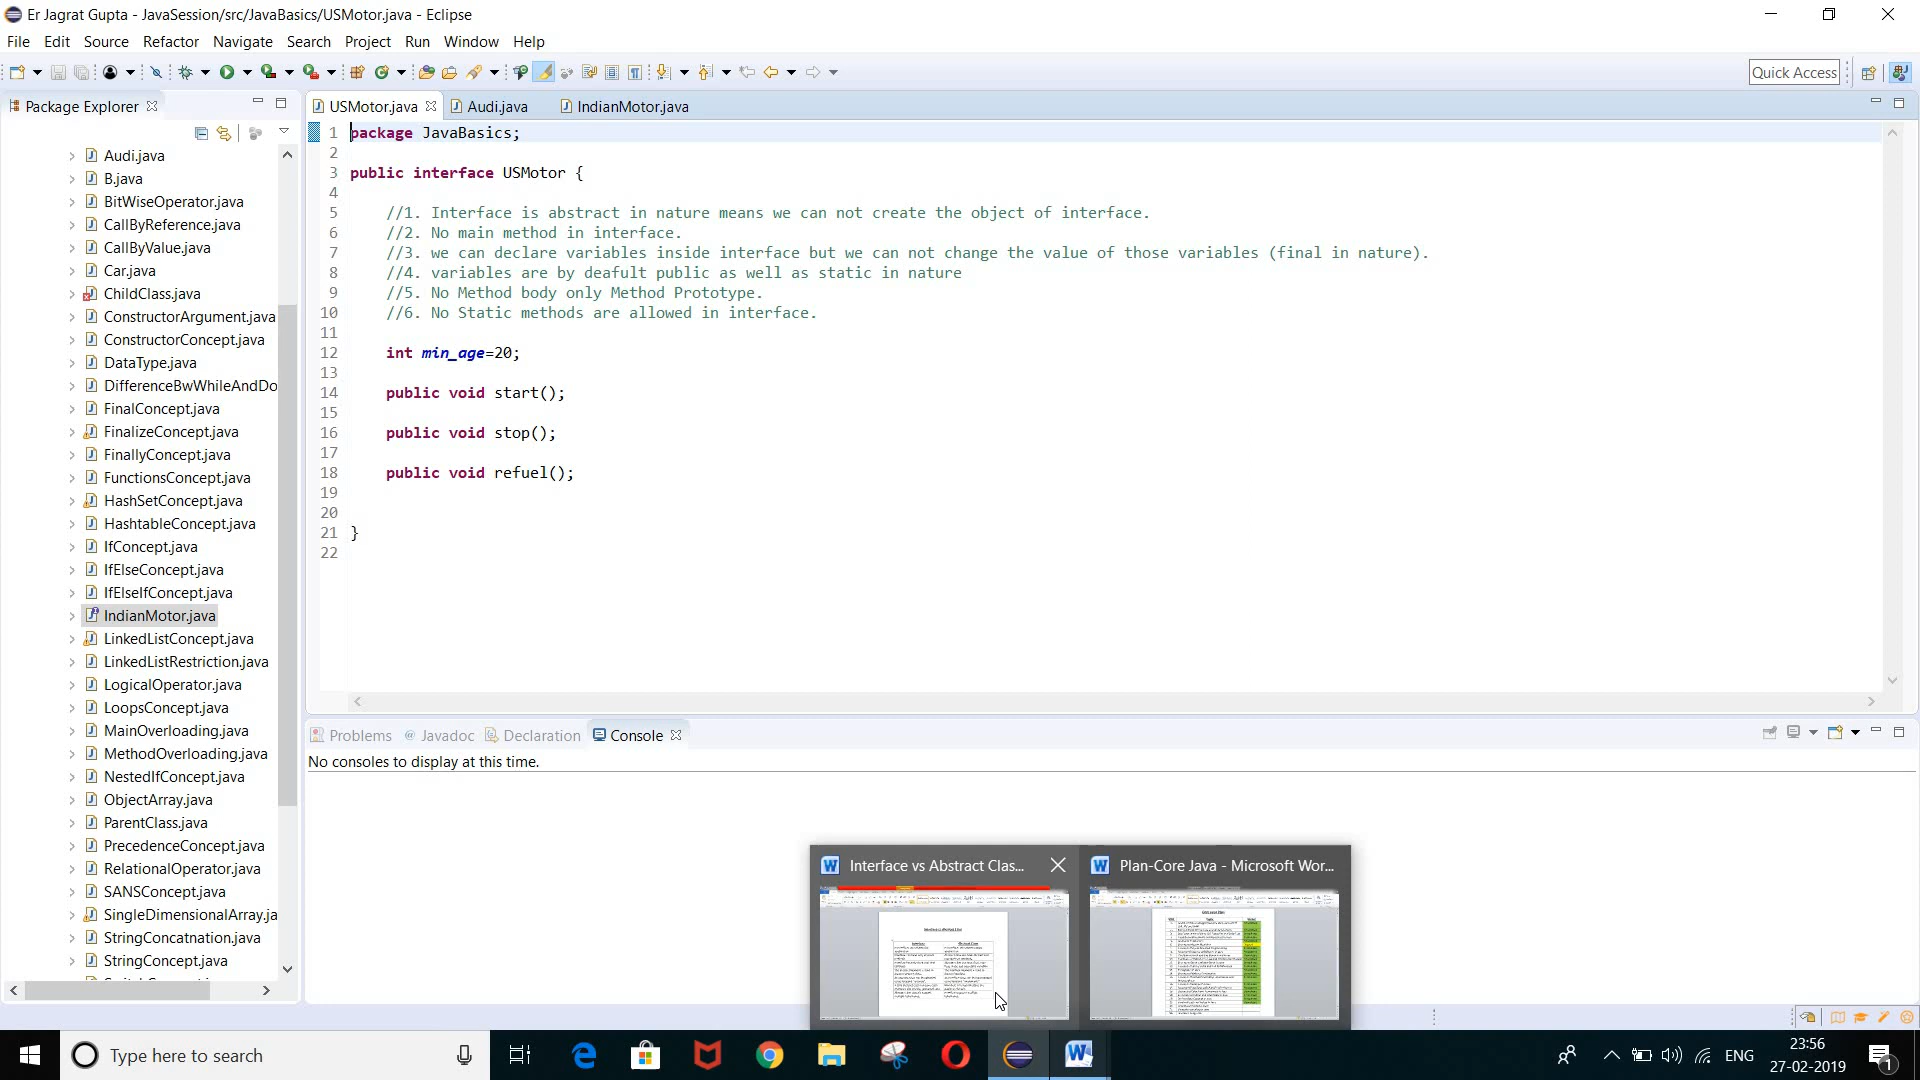 Er Jagrat Gupta - JavaSession/src/JavaBasics/USMotor.java - Eclipse
File Edit Source Refactor Navigate Search Project Run Window Help
Quick Access
Package Explorer
USMotor.java Audi.java IndianMotor.java
Audi.java
B.java
BitWiseOperator.java
CallByReference.java
CallByValue.java
Car.java
ChildClass.java
ConstructorArgument.java
ConstructorConcept.java
DataType.java
DifferenceBwWhileAndDo
FinalConcept.java
FinalizeConcept.java
FinallyConcept.java
FunctionsConcept.java
HashSetConcept.java
HashtableConcept.java
IfConcept.java
IfElseConcept.java
IfElseIfConcept.java
IndianMotor.java
LinkedListConcept.java
LinkedListRestriction.java
LogicalOperator.java
LoopsConcept.java
MainOverloading.java
MethodOverloading.java
NestedIfConcept.java
ObjectArray.java
ParentClass.java
PrecedenceConcept.java
RelationalOperator.java
SANSConcept.java
SingleDimensionalArray.ja
StringConcatnation.java
StringConcept.java
1 package JavaBasics;
2
3 public interface USMotor {
4
5 //1. Interface is abstract in nature means we can not create the object of interface.
6 //2. No main method in interface.
7 //3. we can declare variables inside interface but we can not change the value of those variables (final in nature).
8 //4. variables are by deafult public as well as static in nature
9 //5. No Method body only Method Prototype.
10 //6. No Static methods are allowed in interface.
11
12 int min_age=20;
13
14 public void start();
15
16 public void stop();
17
18 public void refuel();
19
20
21 }
22
Problems @ Javadoc Declaration Console
No consoles to display at this time.
Interface vs Abstract Clas... Plan-Core Java - Microsoft Wor...
Type here to search
ENG
23:56
27-02-2019
1